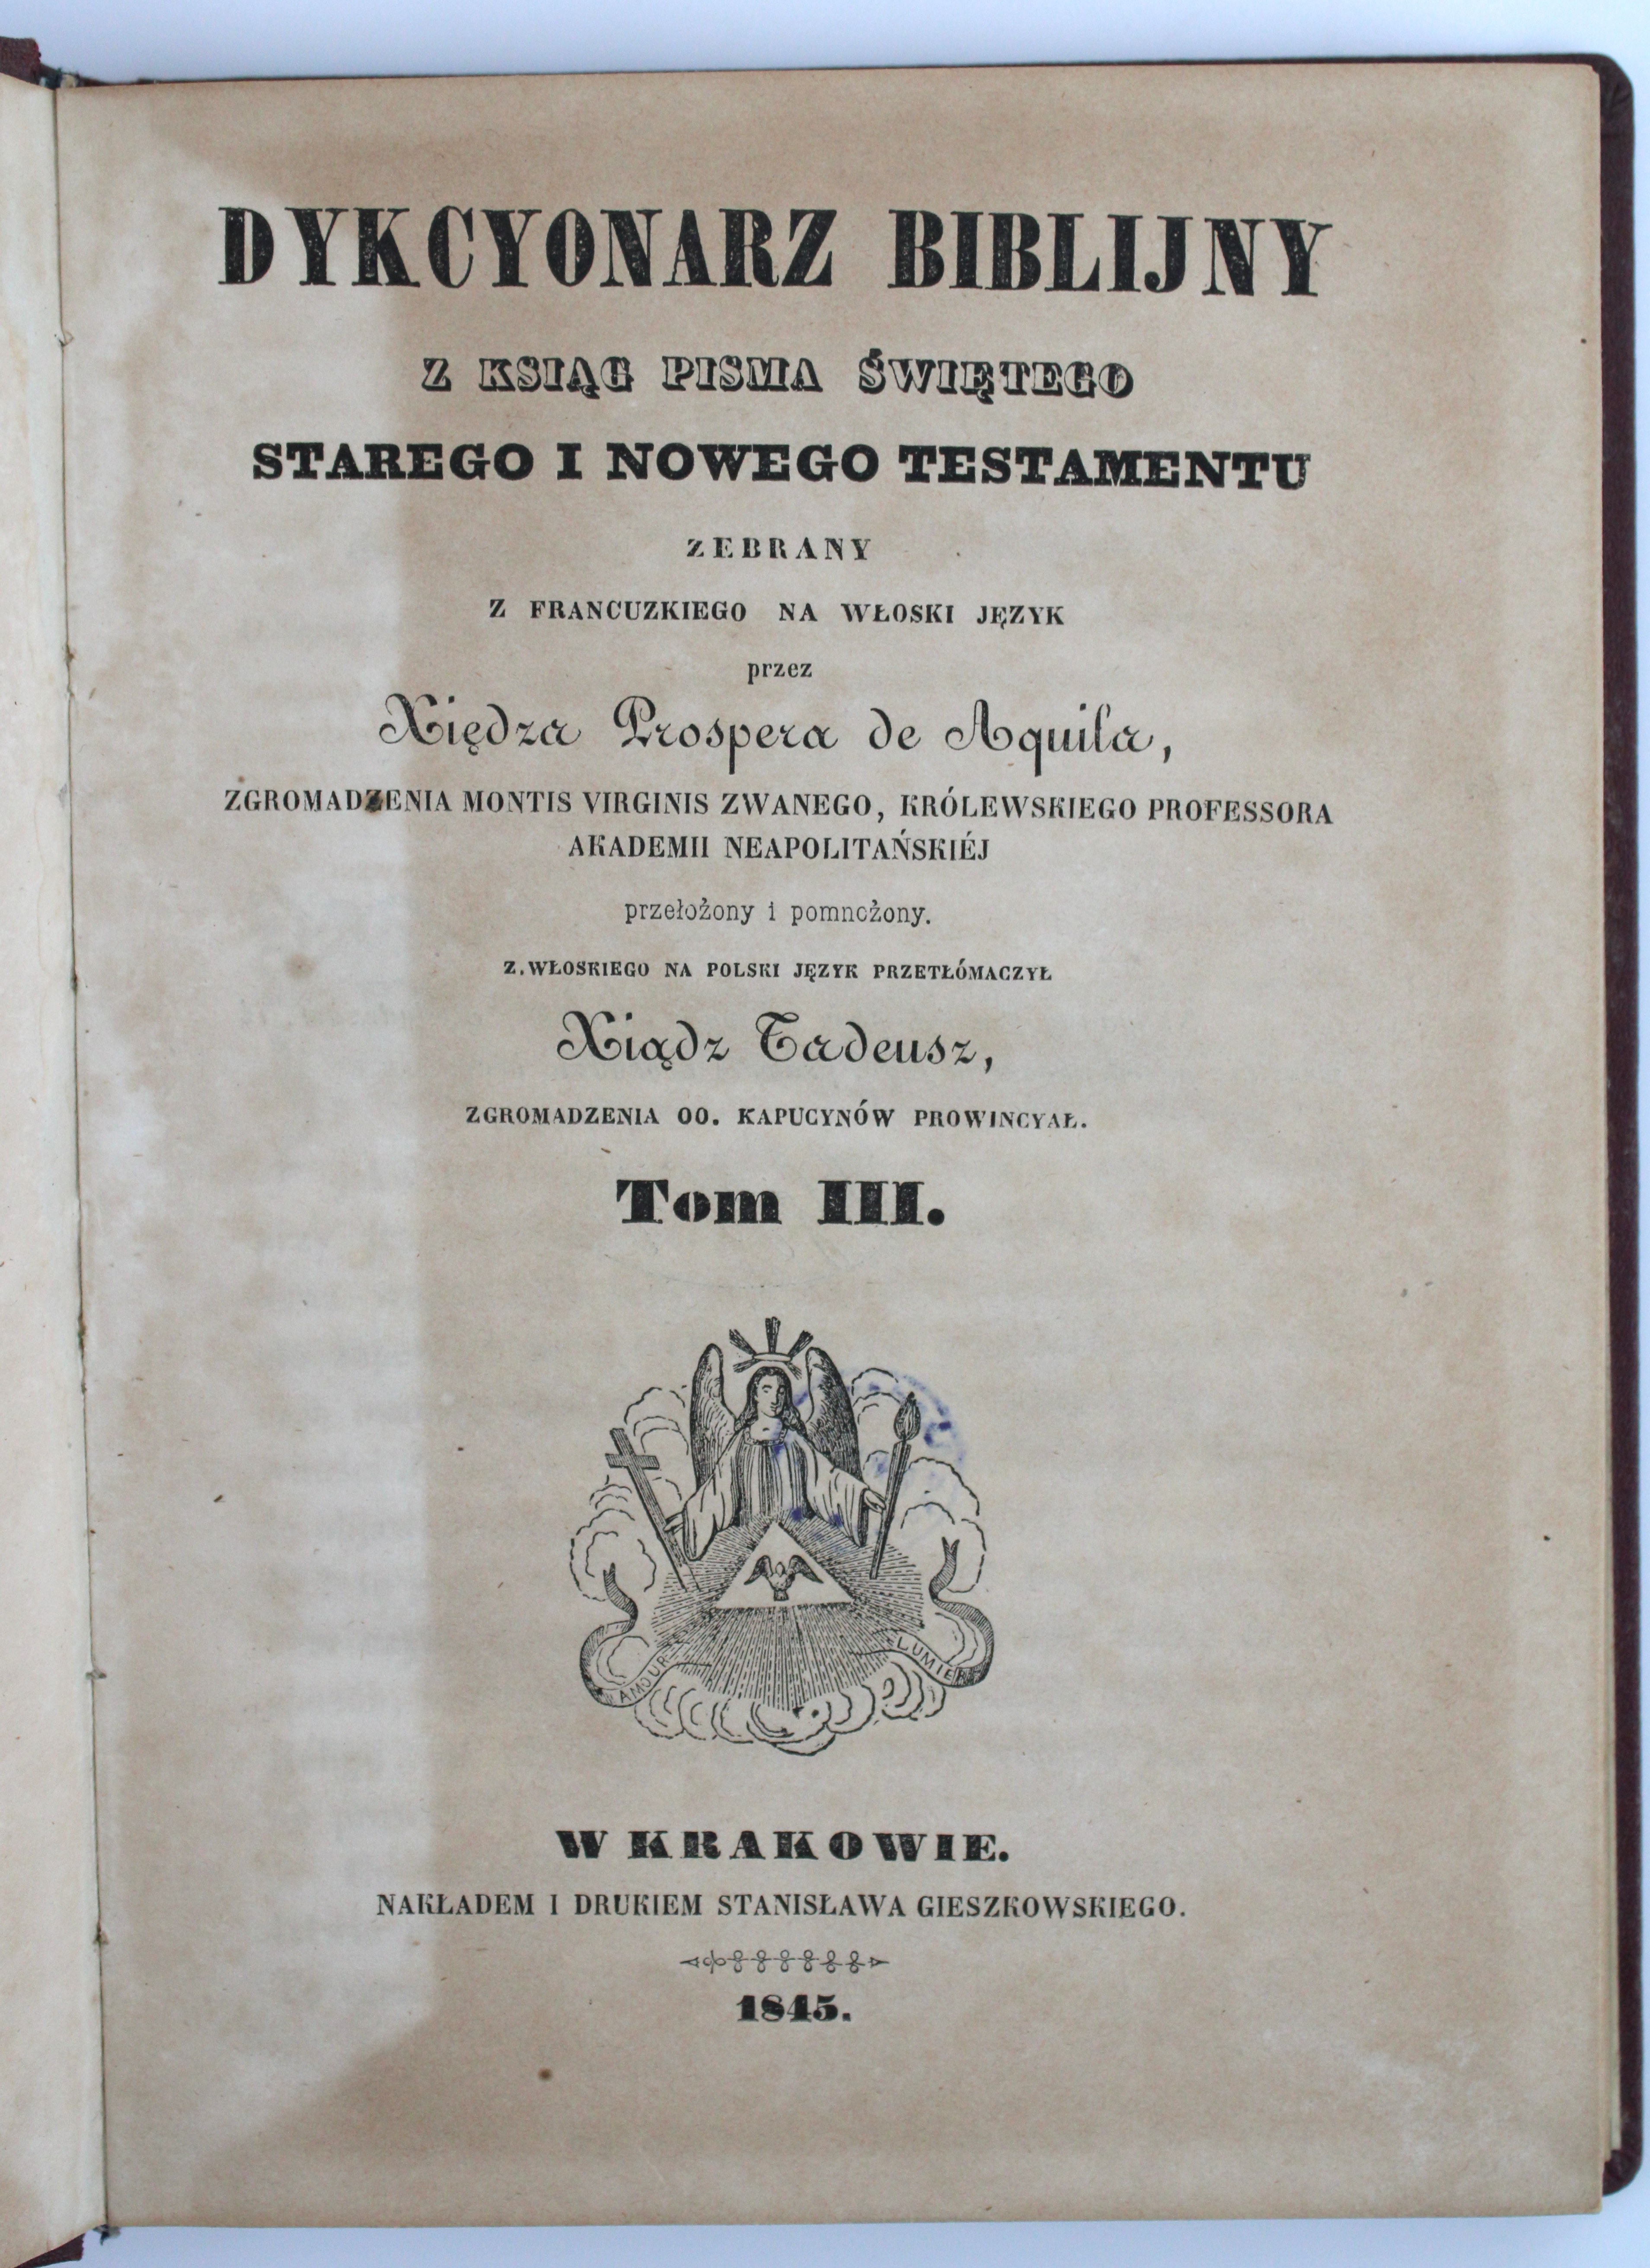 DYKCYONARZ BIBLIJNY
Z KSIĄG PISMA ŚWIĘTEGO
STAREGO I NOWEGO TESTAMENTU
ZEBRANY
Z FRANCUZKIEGO NA WŁOSKI JĘZYK
przez
Xiędza Prospera de Aquila,
ZGROMADZENIA MONTIS VIRGINIS ZWANEGO, KRÓLEWSKIEGO PROFESSORA
AKADEMII NEAPOLITAŃSKIÉJ
przełożony i pomnożony.
Z.WŁOSKIEGO NA POLSKI JĘZYK PRZETŁÓMACZYŁ
Xiądz Tadeusz,
ZGROMADZENIA OO. KAPUCYNÓW PROWINCYAŁ.
Tom III.
AMOUR
LUMIER
W KRAKOWIE.
NAKŁADEM I DRUKIEM STANISŁAWA GIESZKOWSKIEGO.
1845.